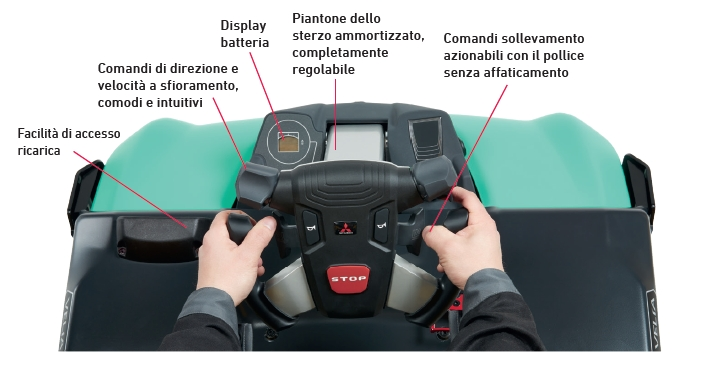 Display
batteria
Piantone dello
sterzo ammortizzato,
completamente
regolabile
Comandi sollevamento
azionabili con il pollice
senza affaticamento
Comandi di direzione e
velocità a sfioramento,
comodi e intuitivi
Facilità di accesso
ricarica
STOP
VELIA